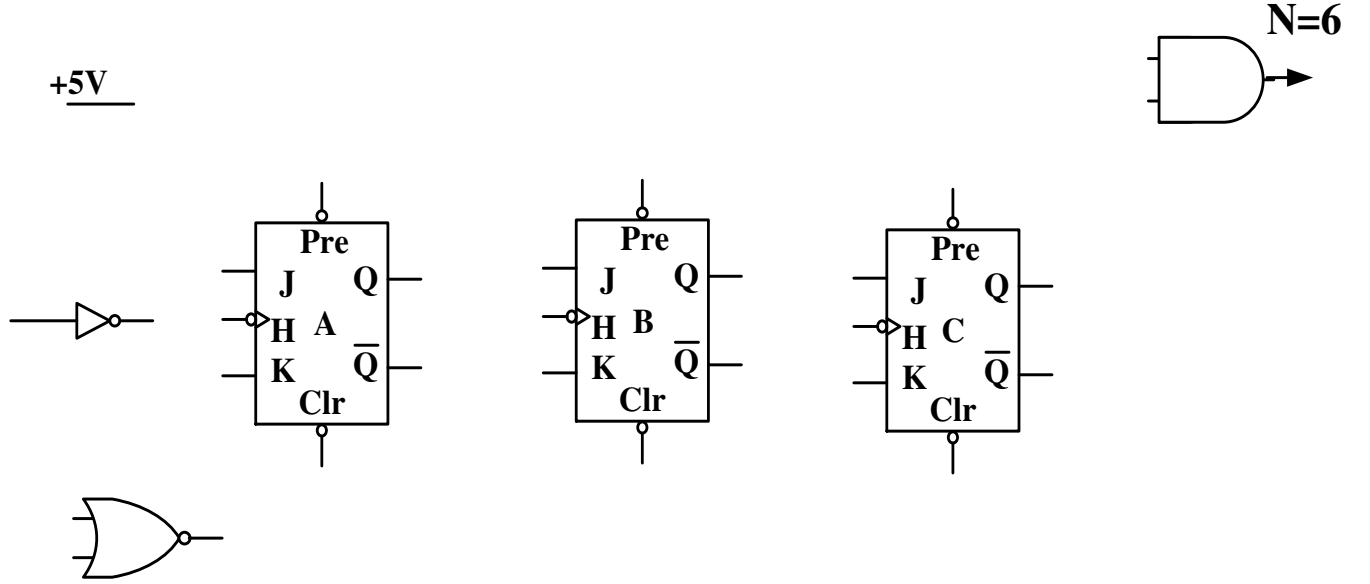 N=6
+5V
Pre
J Q
H A
K Q̅
Clr
Pre
J Q
H B
K Q̅
Clr
Pre
J Q
H C
K Q̅
Clr